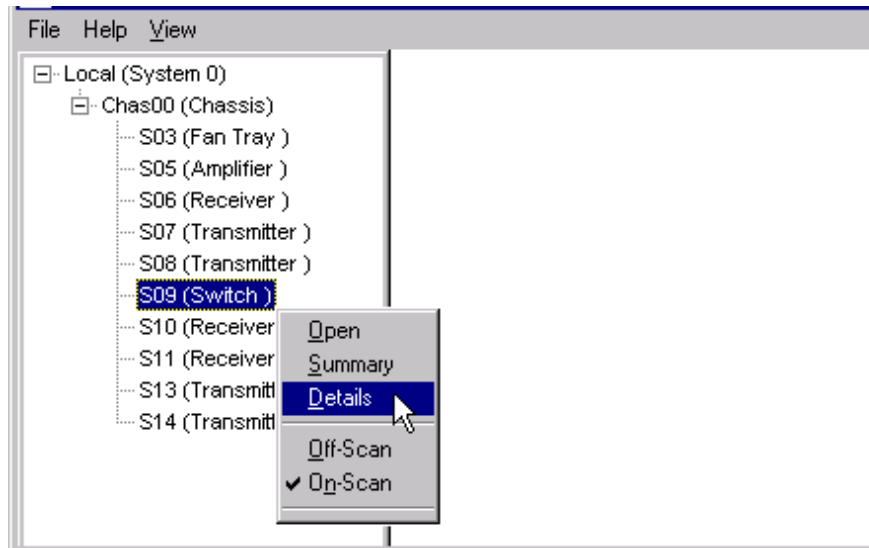 File Help View
Local (System 0)
Chas00 (Chassis)
S03 (Fan Tray )
S05 (Amplifier )
S06 (Receiver )
S07 (Transmitter )
S08 (Transmitter )
S09 (Switch )
S10 (Receiver
S11 (Receiver
S13 (Transmitt
S14 (Transmitt
Open
Summary
Details
Off-Scan
On-Scan